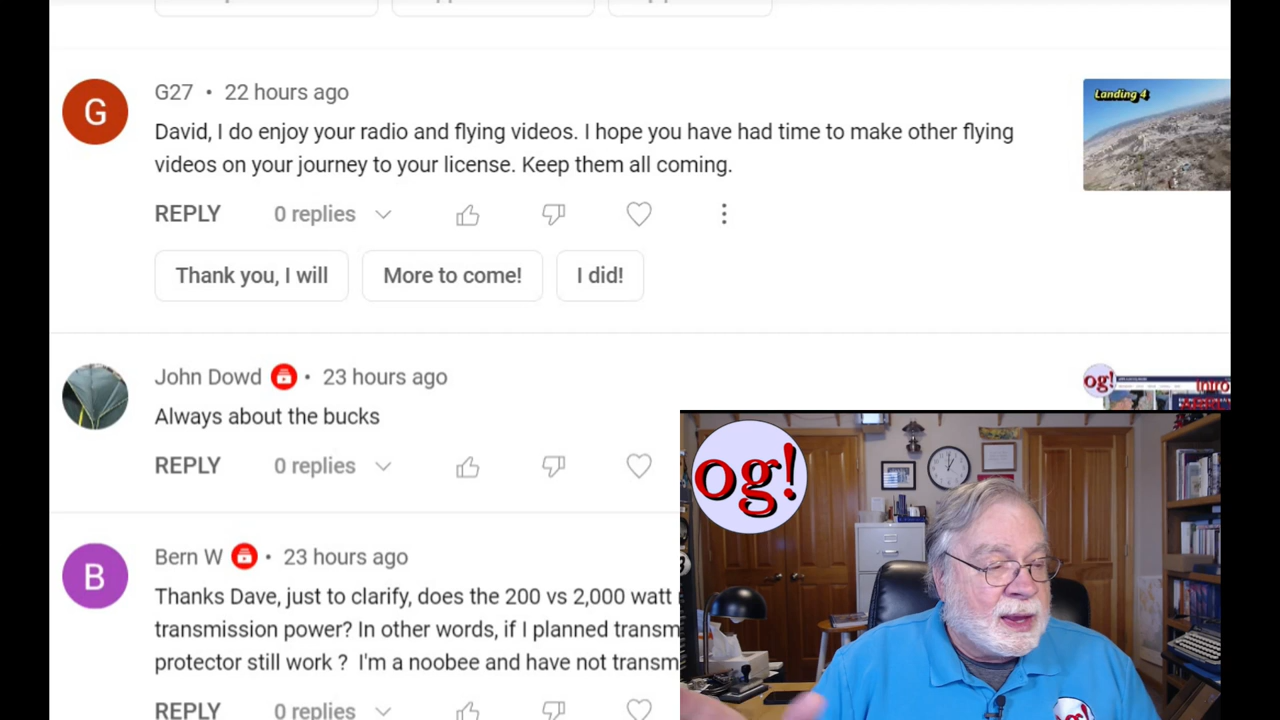 G27 • 22 hours ago
Landing 4
David, I do enjoy your radio and flying videos. I hope you have had time to make other flying
videos on your journey to your license. Keep them all coming.
REPLY 0 replies
Thank you, I will More to come! I did!
John Dowd • 23 hours ago
og!
Always about the bucks
REPLY 0 replies
og!
Bern W • 23 hours ago
Thanks Dave, just to clarify, does the 200 vs 2,000 watt
transmission power? In other words, if I planned transm
protector still work ? I'm a noobee and have not transm
REPLY 0 replies